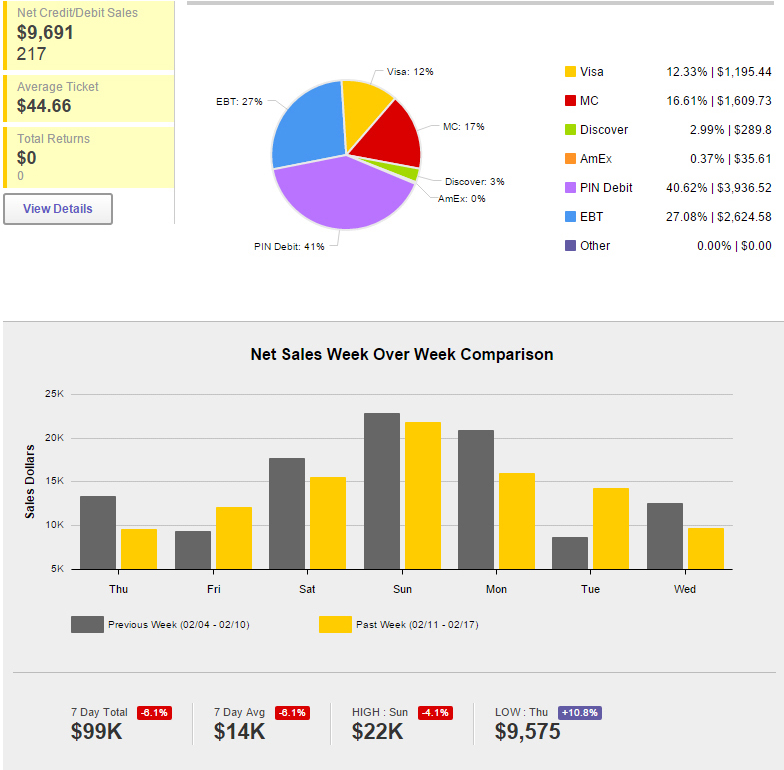 Net Credit/Debit Sales
$9,691
217
Average Ticket
$44.66
Total Returns
$0
0
View Details
Visa: 12%
MC: 17%
Discover: 3%
AmEx: 0%
PIN Debit: 41%
EBT: 27%
Visa 12.33% | $1,195.44
MC 16.61% | $1,609.73
Discover 2.99% | $289.8
AmEx 0.37% | $35.61
PIN Debit 40.62% | $3,936.52
EBT 27.08% | $2,624.58
Other 0.00% | $0.00
Net Sales Week Over Week Comparison
Sales Dollars
25K
20K
15K
10K
5K
Thu Fri Sat Sun Mon Tue Wed
Previous Week (02/04 - 02/10) Past Week (02/11 - 02/17)
7 Day Total -6.1% 7 Day Avg -6.1% HIGH : Sun -4.1% LOW : Thu +10.8%
$99K $14K $22K $9,575